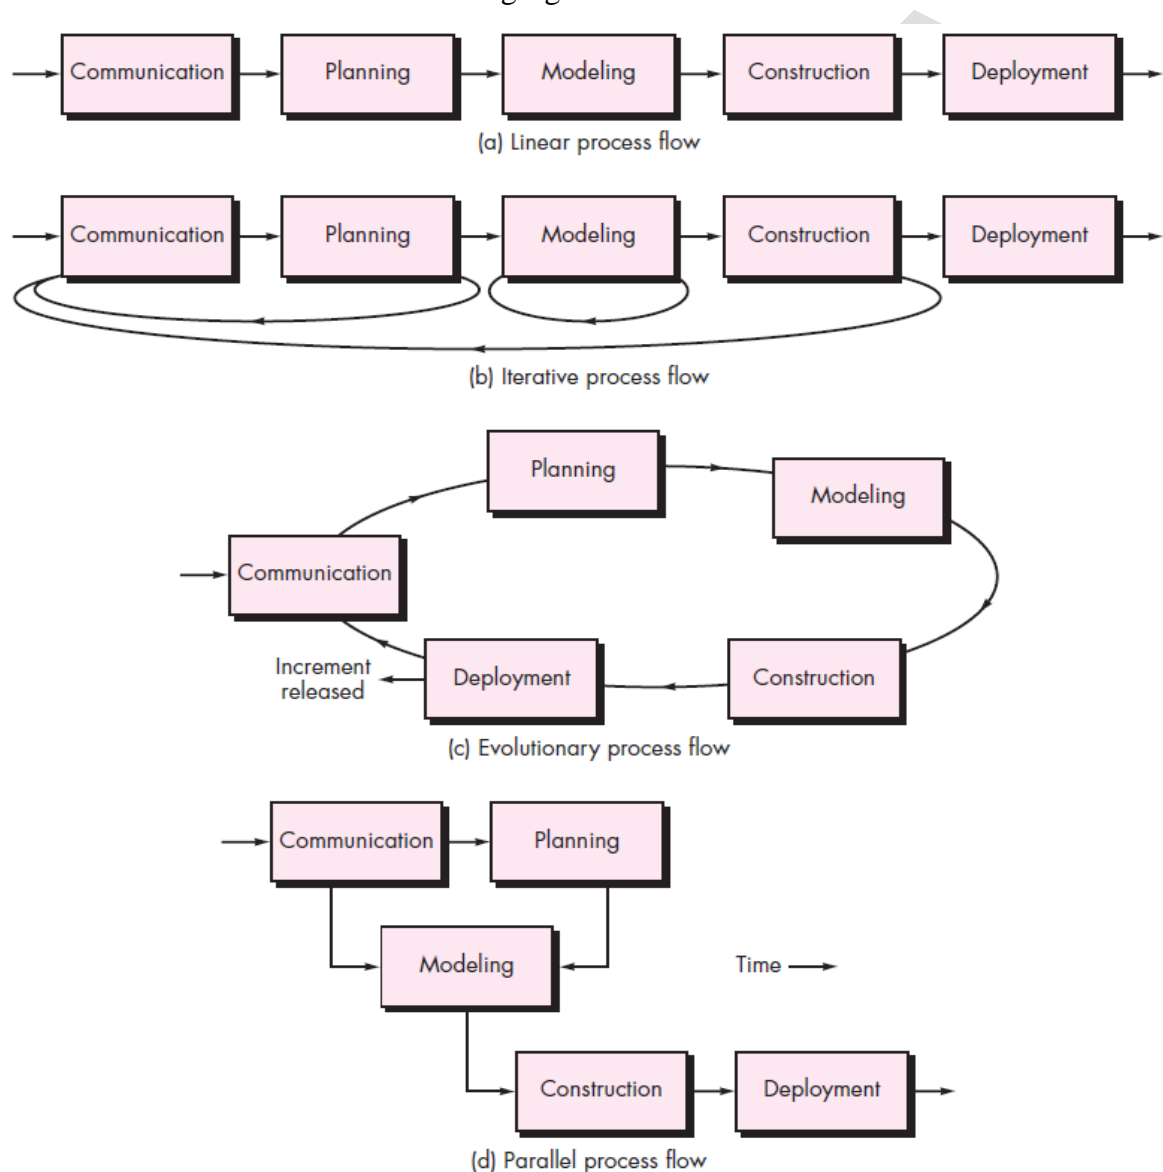 Communication Planning Modeling Construction Deployment
(a) Linear process flow
Communication Planning Modeling Construction Deployment
(b) Iterative process flow
Planning
Modeling
Communication
Increment
released
Deployment
Construction
(c) Evolutionary process flow
Communication Planning
Modeling
Time
Construction Deployment
(d) Parallel process flow